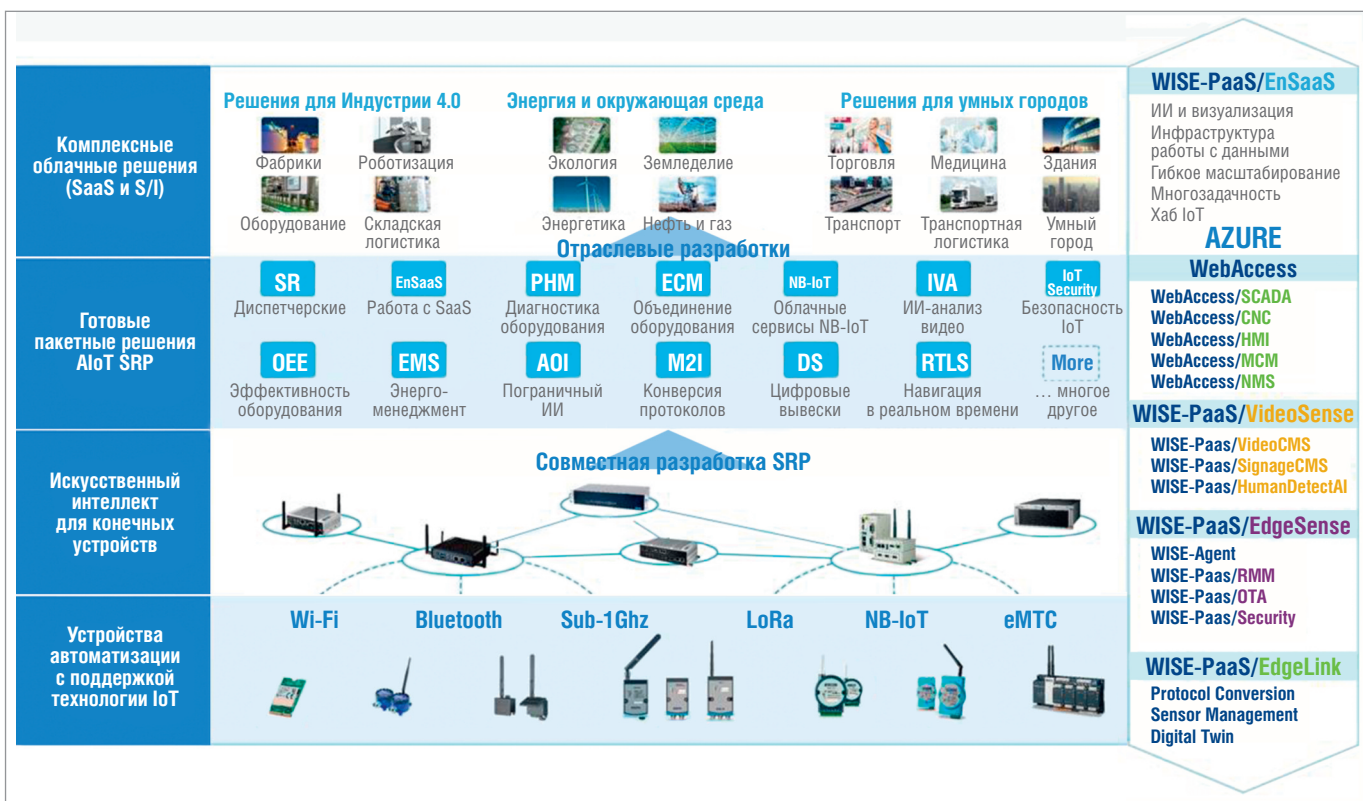 Комплексные
облачные решения
(SaaS и S/I)
Решения для Индустрии 4.0
Фабрики
Роботизация
Оборудование
Складская
логистика
Энергия и окружающая среда
Экология
Земледелие
Энергетика
Нефть и газ
Решения для умных городов
Торговля
Медицина
Здания
Транспорт
Транспортная
логистика
Умный
город
Отраслевые разработки
Готовые
пакетные решения
AIoT SRP
SR
Диспетчерские
EnSaaS
Работа с SaaS
PHM
Диагностика
оборудования
ECM
Объединение
оборудования
NB-IoT
Облачные
сервисы NB-IoT
IVA
ИИ-анализ
видео
IoT
Security
Безопасность
IoT
OEE
Эффективность
оборудования
EMS
Энерго-
менеджмент
AOI
Пограничный
ИИ
M2I
Конверсия
протоколов
DS
Цифровые
вывески
RTLS
Навигация
в реальном времени
More
… многое
другое
Искусственный
интеллект
для конечных
устройств
Совместная разработка SRP
Устройства
автоматизации
с поддержкой
технологии IoT
Wi-Fi
Bluetooth
Sub-1Ghz
LoRa
NB-IoT
eMTC
WISE-PaaS/EnSaaS
ИИ и визуализация
Инфраструктура
работы с данными
Гибкое масштабирование
Многозадачность
Хаб IoT
AZURE
WebAccess
WebAccess/SCADA
WebAccess/CNC
WebAccess/HMI
WebAccess/MCM
WebAccess/NMS
WISE-PaaS/VideoSense
WISE-Paas/VideoCMS
WISE-Paas/SignageCMS
WISE-Paas/HumanDetectAI
WISE-PaaS/EdgeSense
WISE-Agent
WISE-Paas/RMM
WISE-Paas/OTA
WISE-Paas/Security
WISE-PaaS/EdgeLink
Protocol Conversion
Sensor Management
Digital Twin